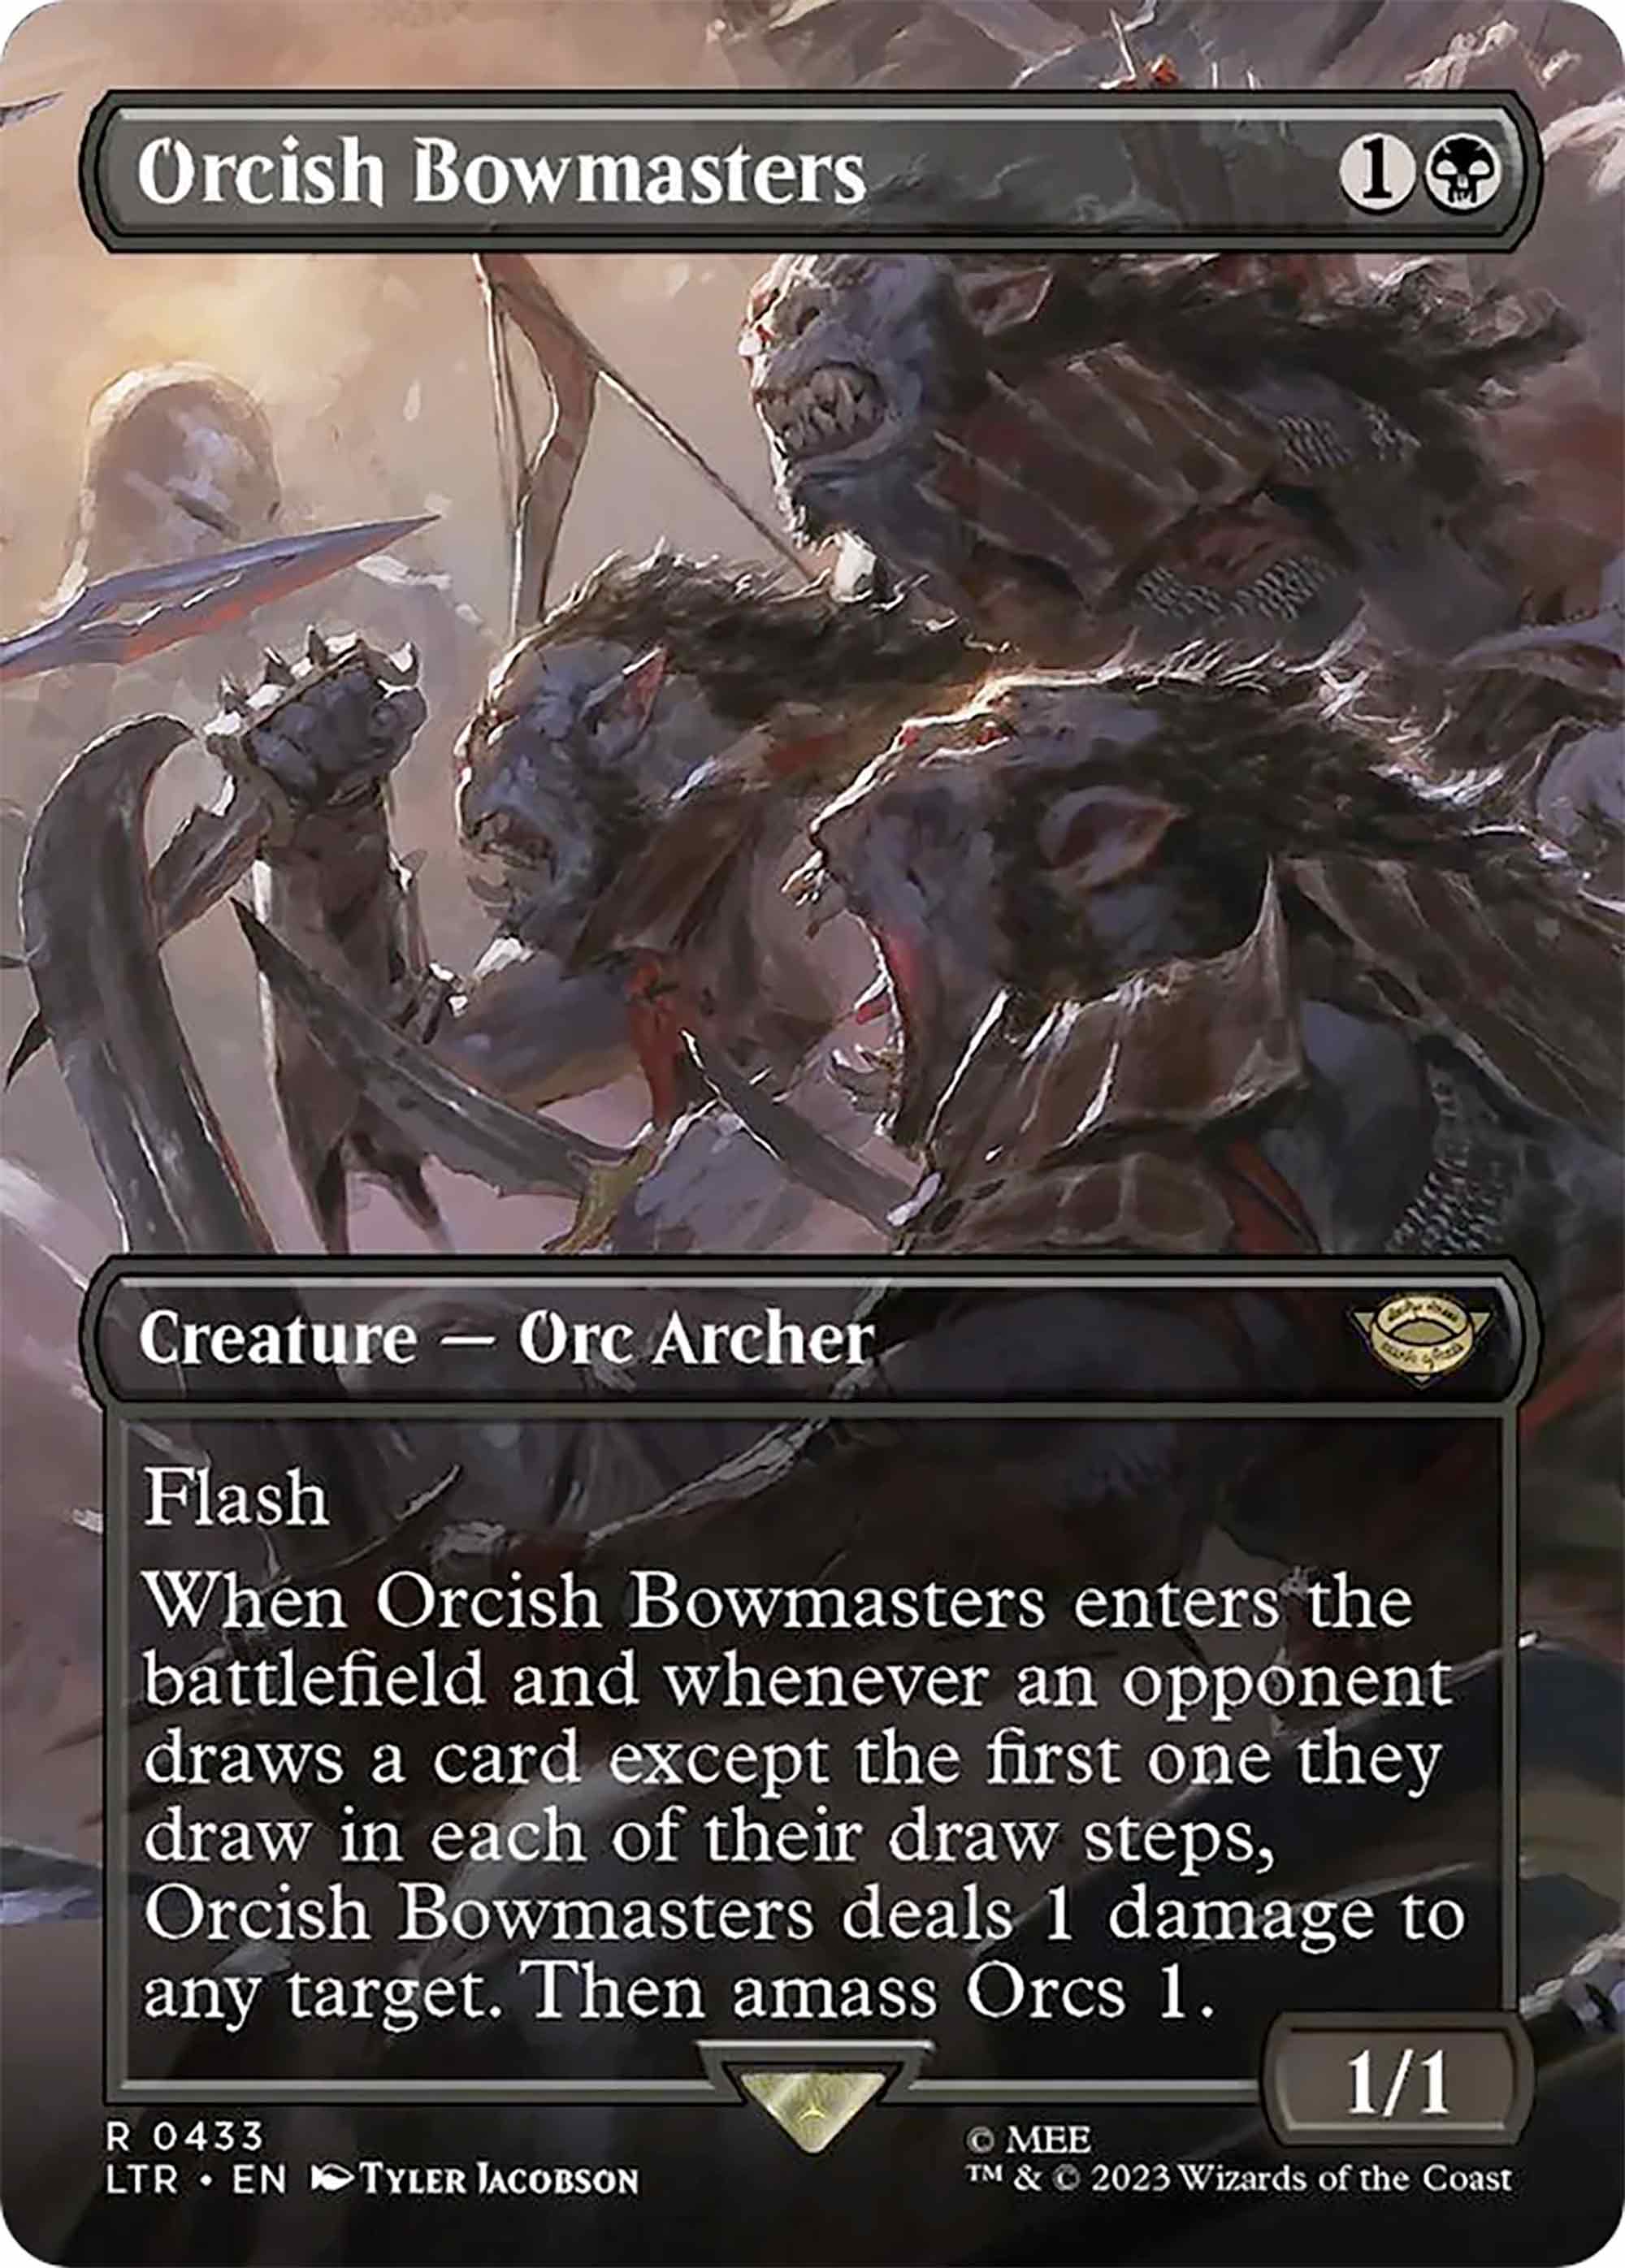 Orcish Bowmasters 1
Creature — Orc Archer
Flash
When Orcish Bowmasters enters the
battlefield and whenever an opponent
draws a card except the first one they
draw in each of their draw steps,
Orcish Bowmasters deals 1 damage to
any target. Then amass Orcs 1.
1/1
R 0433
LTR • EN TYLER JACOBSON
© MEE
™ & © 2023 Wizards of the Coast